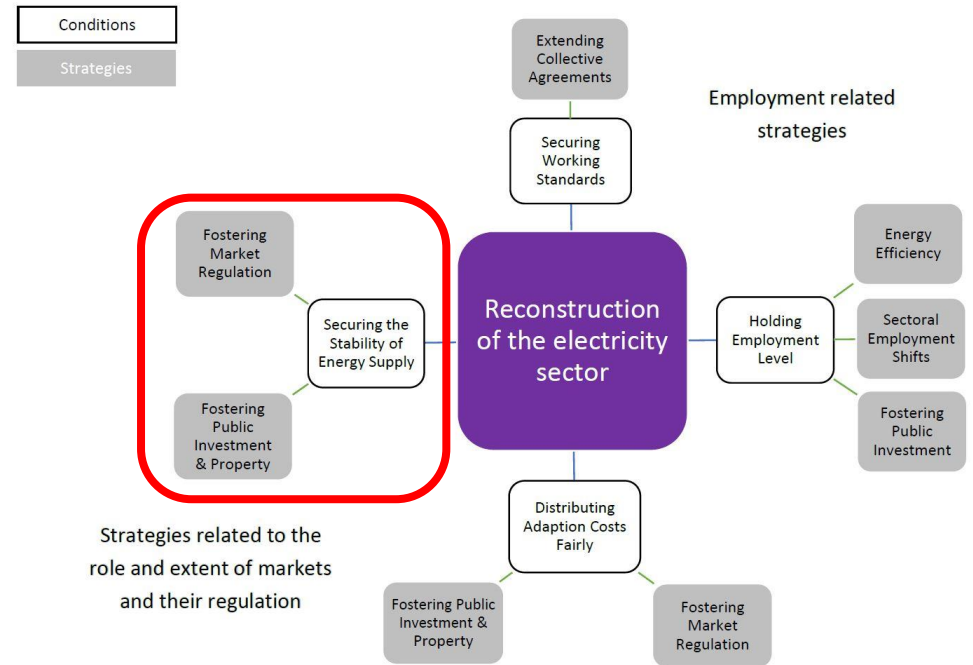 Conditions
Strategies
Extending
Collective
Agreements
Employment related
strategies
Securing
Working
Standards
Fostering
Market
Regulation
Energy
Efficiency
Reconstruction
of the electricity
sector
Securing the
Stability of
Energy Supply
Holding
Employment
Level
Sectoral
Employment
Shifts
Fostering
Public
Investment
& Property
Fostering
Public
Investment
Distributing
Adaption Costs
Fairly
Strategies related to the
role and extent of markets
and their regulation
Fostering Public
Investment &
Property
Fostering
Market
Regulation